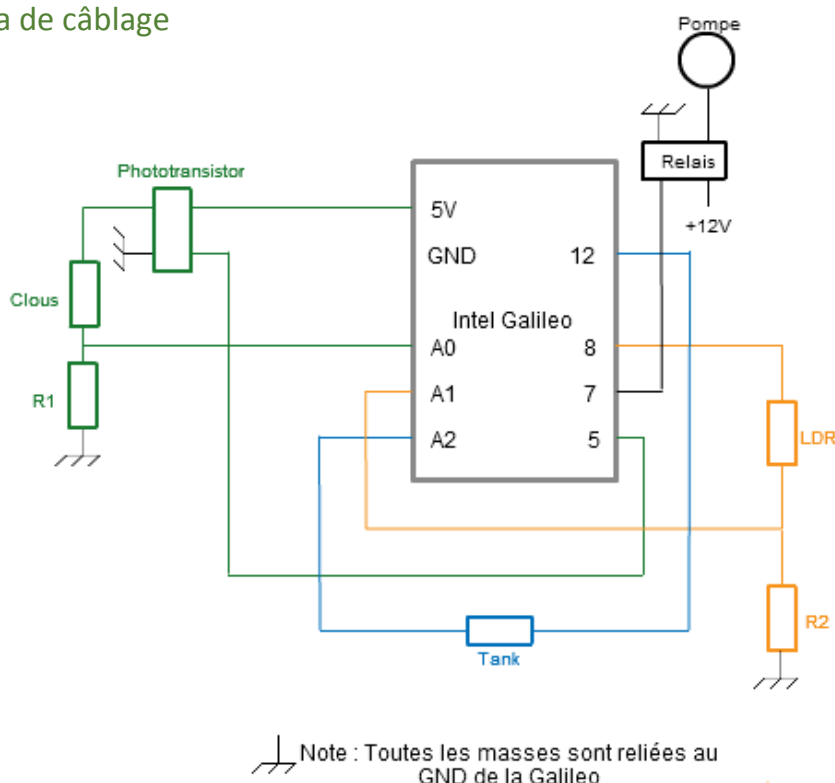 a de câblage
Pompe
Relais
+12V
Phototransistor
5V
GND
12
Clous
Intel Galileo
A0
8
R1
A1
7
LDR
A2
5
R2
Tank
Note : Toutes les masses sont reliées au
GND de la Galileo